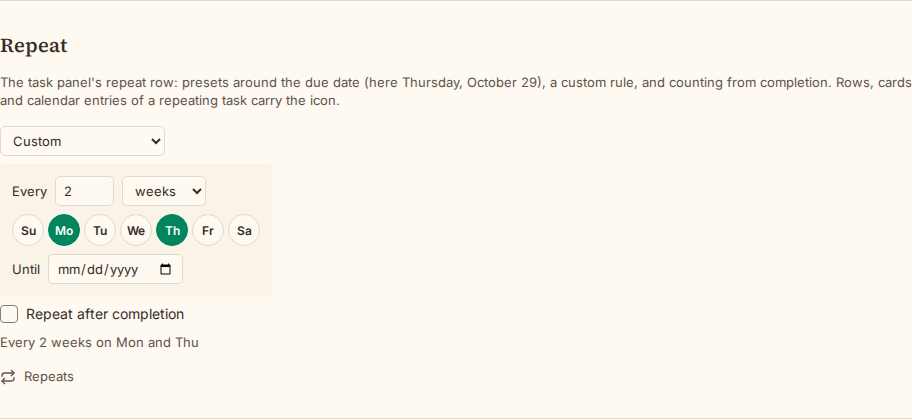 Repeat
The task panel's repeat row: presets around the due date (here Thursday, October 29), a custom rule, and counting from completion. Rows, cards
and calendar entries of a repeating task carry the icon.
Custom
Every 2 weeks
Su Mo Tu We Th Fr Sa
Until mm/dd/yyyy
Repeat after completion
Every 2 weeks on Mon and Thu
Repeats